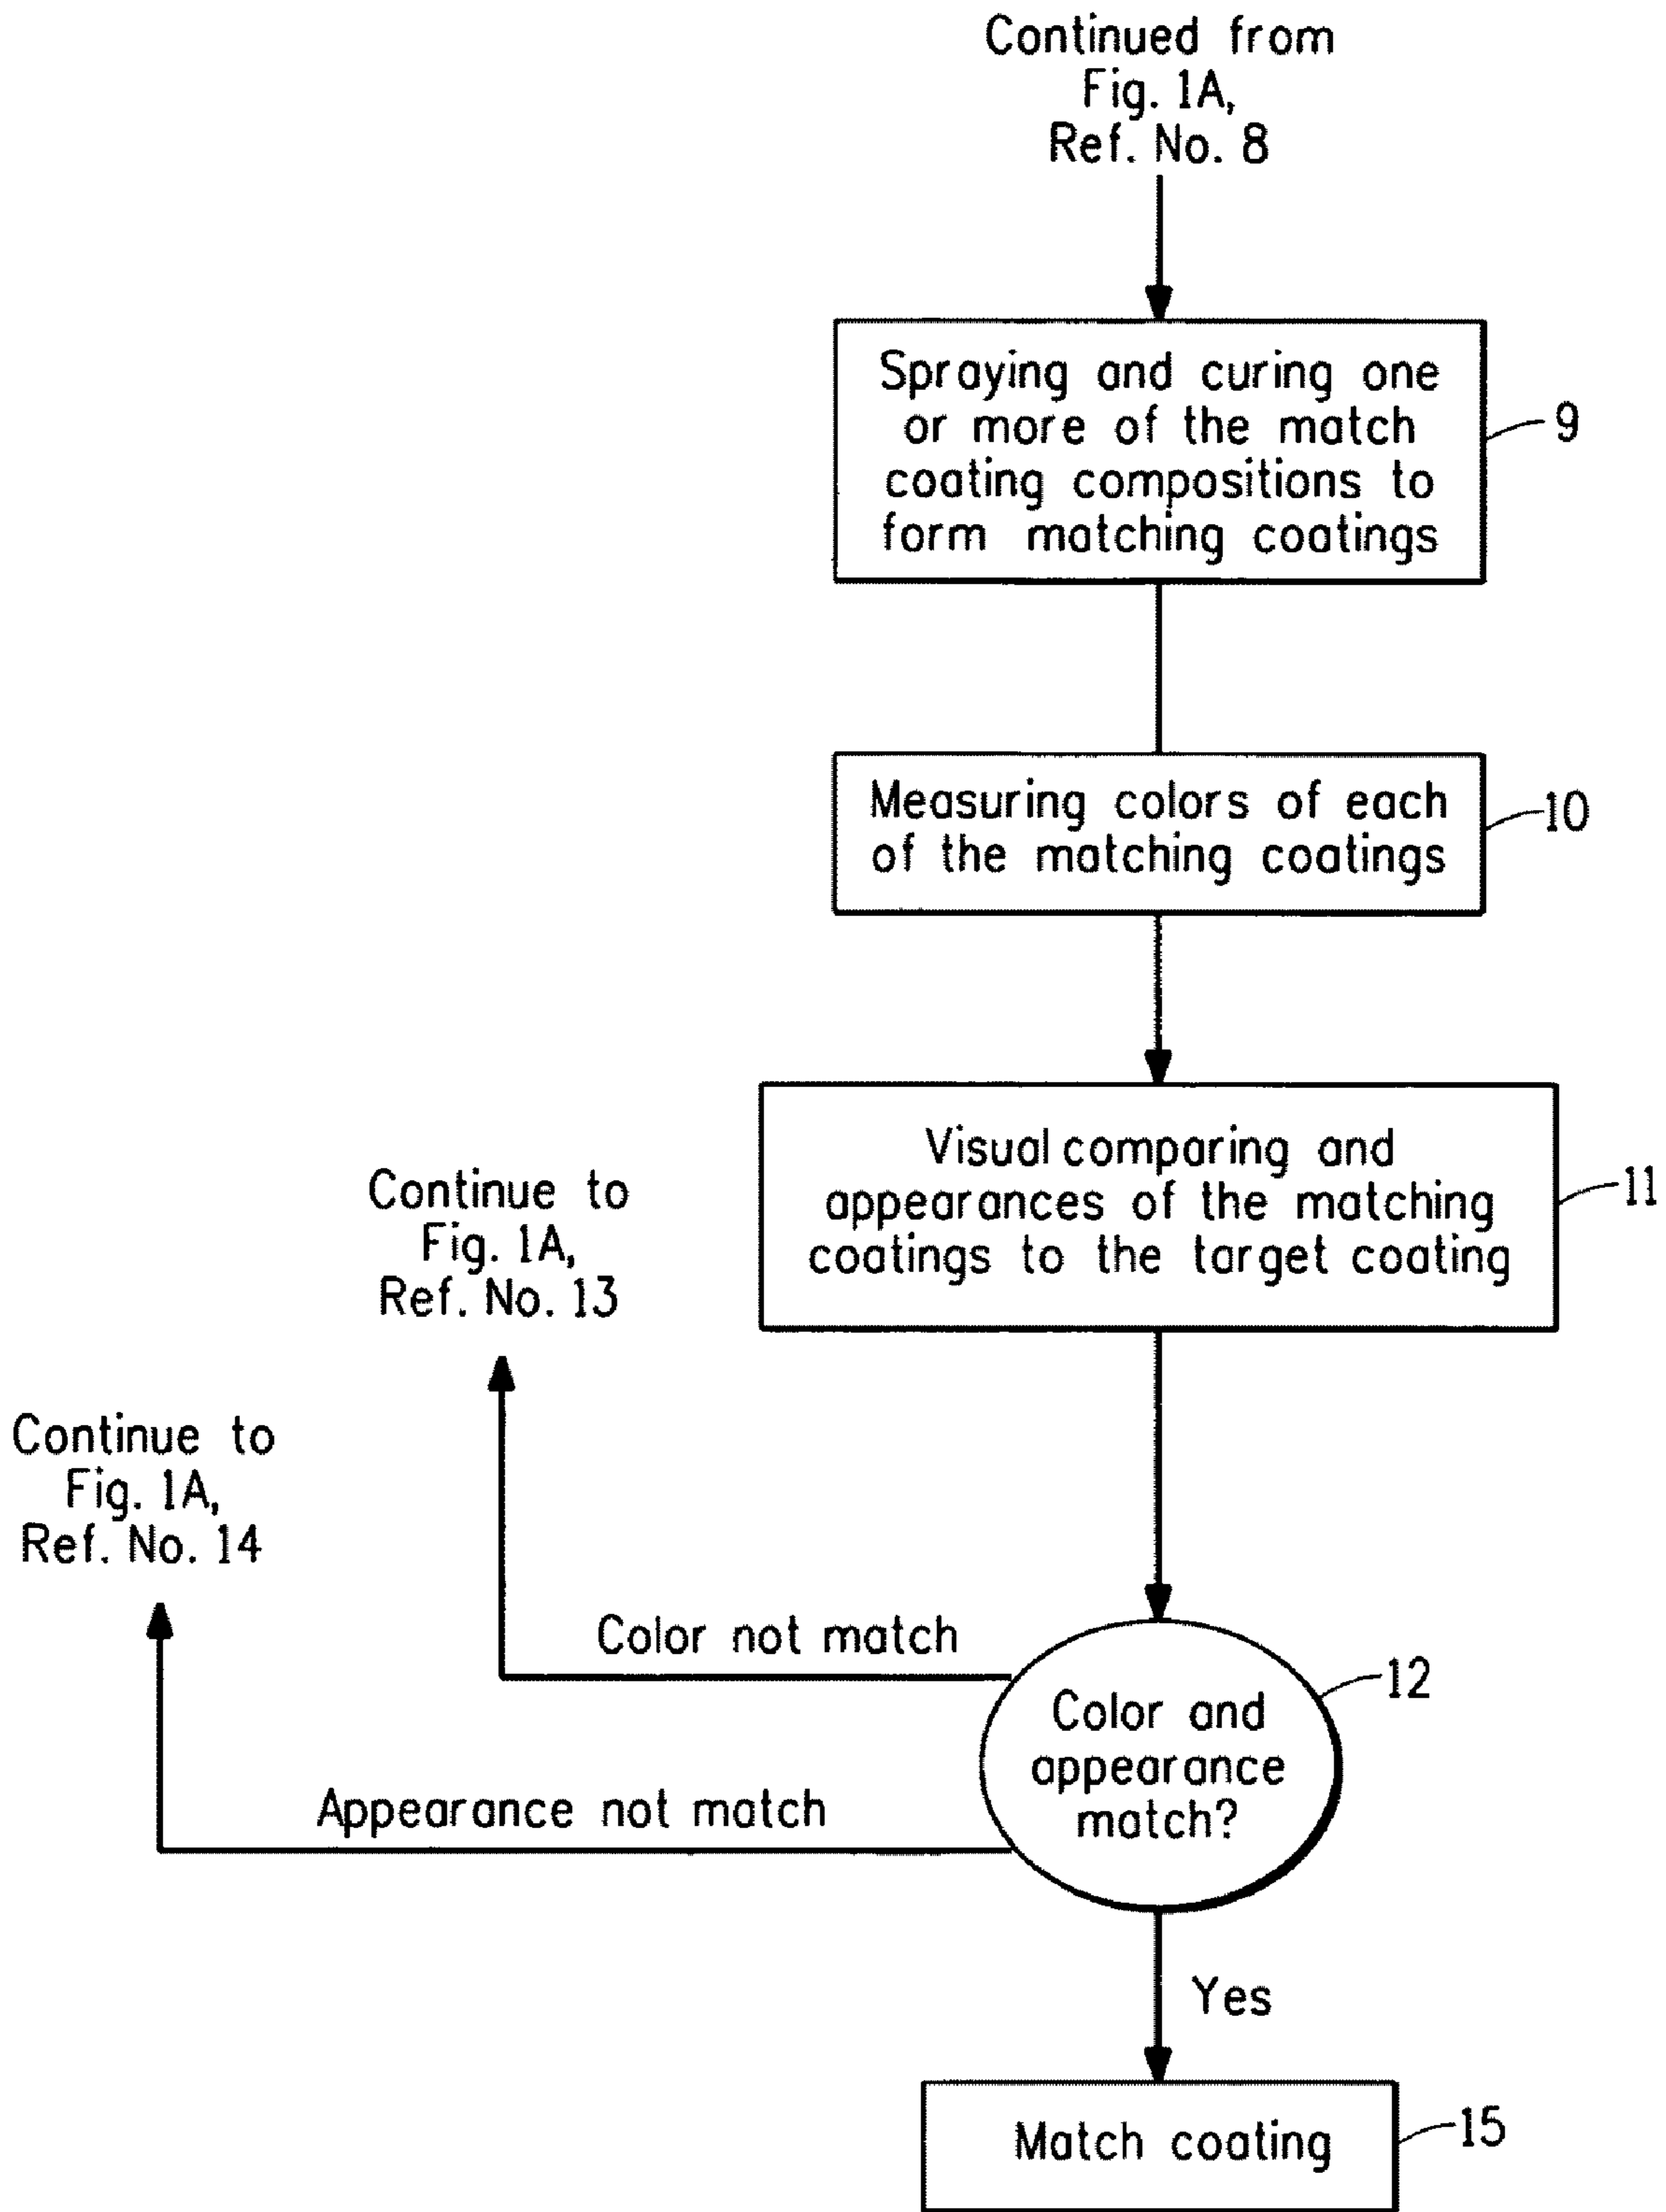 Continued from
Fig. 1A,
Ref. No. 8
Spraying and curing one
or more of the match
coating compositions to
form matching coatings
9
Measuring colors of each
of the matching coatings
10
Visual comparing and
appearances of the matching
coatings to the target coating
11
Continue to
Fig. 1A,
Ref. No. 13
Continue to
Fig. 1A,
Ref. No. 14
Color not match
Appearance not match
Color and
appearance
match?
12
Yes
Match coating
15